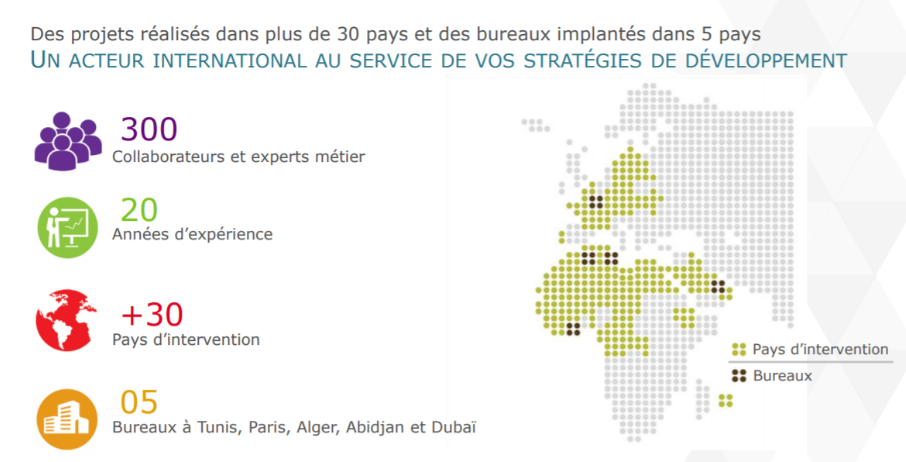 Des projets réalisés dans plus de 30 pays et des bureaux implantés dans 5 pays
UN ACTEUR INTERNATIONAL AU SERVICE DE VOS STRATÉGIES DE DÉVELOPPEMENT
300
Collaborateurs et experts métier
20
Années d’expérience
+30
Pays d’intervention
05
Bureaux à Tunis, Paris, Alger, Abidjan et Dubaï
Pays d’intervention
Bureaux